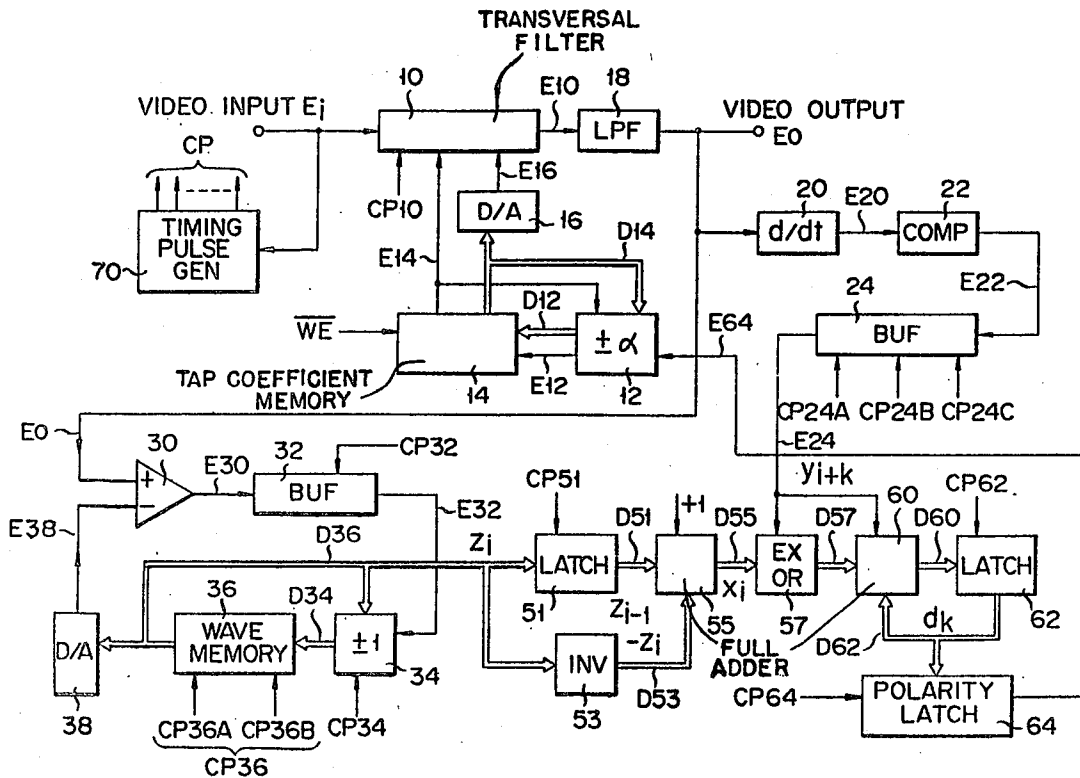 TRANSVERSAL
FILTER
10
E10
18
VIDEO. INPUT Ei
VIDEO OUTPUT
LPF
E0
CP
E16
CP10
D/A
16
20
E20
22
d/dt
COMP
TIMING
PULSE
GEN
70
E14
D14
E22
D12
24
WE
E64
BUF
± α
TAP COEFFICIENT
MEMORY
14
E12
12
CP24A
CP24B
CP24C
E24
E0
30
CP32
yi+k
+
E30
32
BUF
CP51
+1
60
CP62
−
E32
E38
D36
Zi
D51
D55
D57
D60
LATCH
EX
OR
LATCH
36
D34
51
Zi-1
55
Xi
57
62
WAVE
MEMORY
±1
-Zi
FULL
ADDER
D62
dk
D/A
34
INV
D53
38
53
CP64
POLARITY
LATCH
64
CP36A
CP36B
CP34
CP36